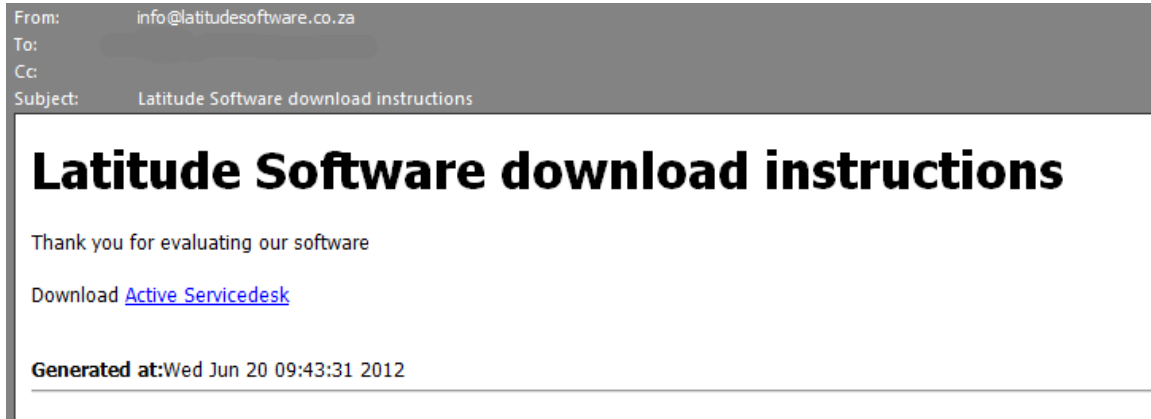 From: info@latitudesoftware.co.za
To:
Cc:
Subject: Latitude Software download instructions
Latitude Software download instructions
Thank you for evaluating our software
Download Active Servicedesk
Generated at:Wed Jun 20 09:43:31 2012